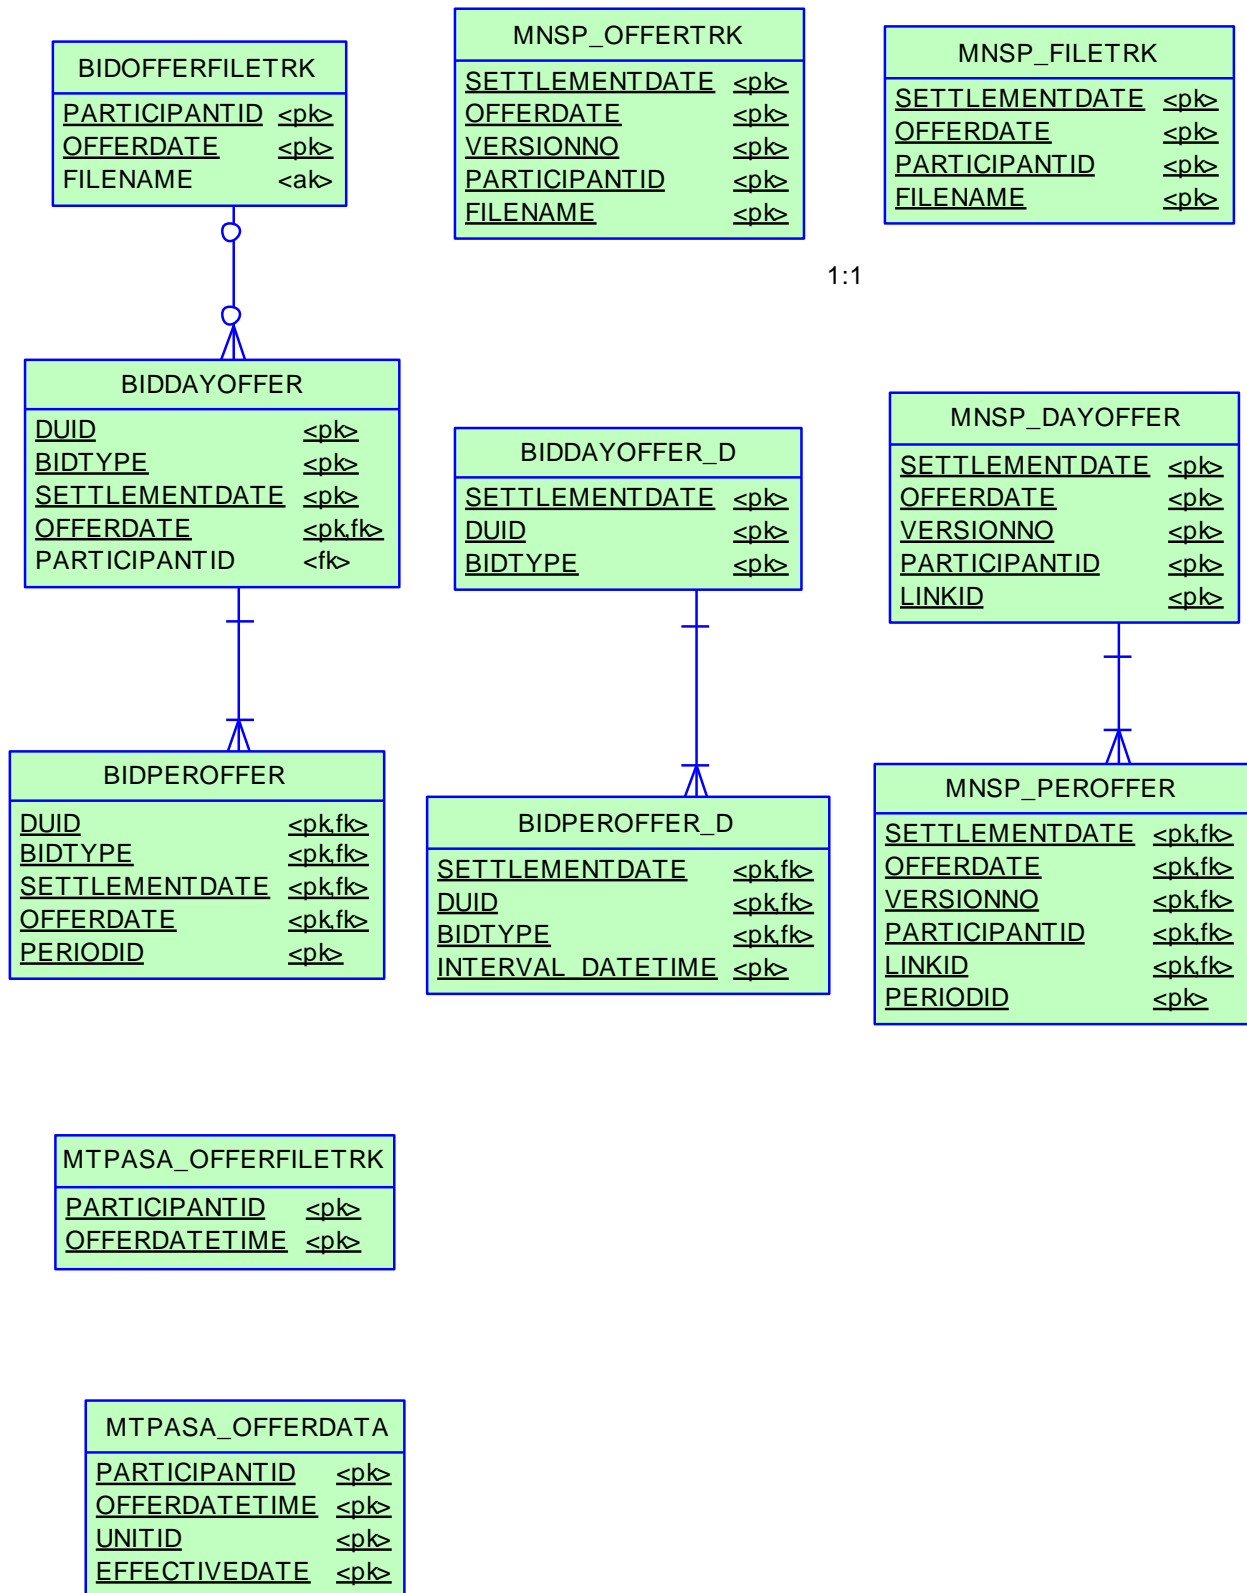 BIDOFFERFILETRK
PARTICIPANTID <pk>
OFFERDATE <pk>
FILENAME <ak>
MNSP_OFFERTRK
SETTLEMENTDATE <pk>
OFFERDATE <pk>
VERSIONNO <pk>
PARTICIPANTID <pk>
FILENAME <pk>
MNSP_FILETRK
SETTLEMENTDATE <pk>
OFFERDATE <pk>
PARTICIPANTID <pk>
FILENAME <pk>
1:1
BIDDAYOFFER
DUID <pk>
BIDTYPE <pk>
SETTLEMENTDATE <pk>
OFFERDATE <pk,fk>
PARTICIPANTID <fk>
BIDDAYOFFER_D
SETTLEMENTDATE <pk>
DUID <pk>
BIDTYPE <pk>
MNSP_DAYOFFER
SETTLEMENTDATE <pk>
OFFERDATE <pk>
VERSIONNO <pk>
PARTICIPANTID <pk>
LINKID <pk>
BIDPEROFFER
DUID <pk,fk>
BIDTYPE <pk,fk>
SETTLEMENTDATE <pk,fk>
OFFERDATE <pk,fk>
PERIODID <pk>
BIDPEROFFER_D
SETTLEMENTDATE <pk,fk>
DUID <pk,fk>
BIDTYPE <pk,fk>
INTERVAL_DATETIME <pk>
MNSP_PEROFFER
SETTLEMENTDATE <pk,fk>
OFFERDATE <pk,fk>
VERSIONNO <pk,fk>
PARTICIPANTID <pk,fk>
LINKID <pk,fk>
PERIODID <pk>
MTPASA_OFFERFILETRK
PARTICIPANTID <pk>
OFFERDATETIME <pk>
MTPASA_OFFERDATA
PARTICIPANTID <pk>
OFFERDATETIME <pk>
UNITID <pk>
EFFECTIVEDATE <pk>